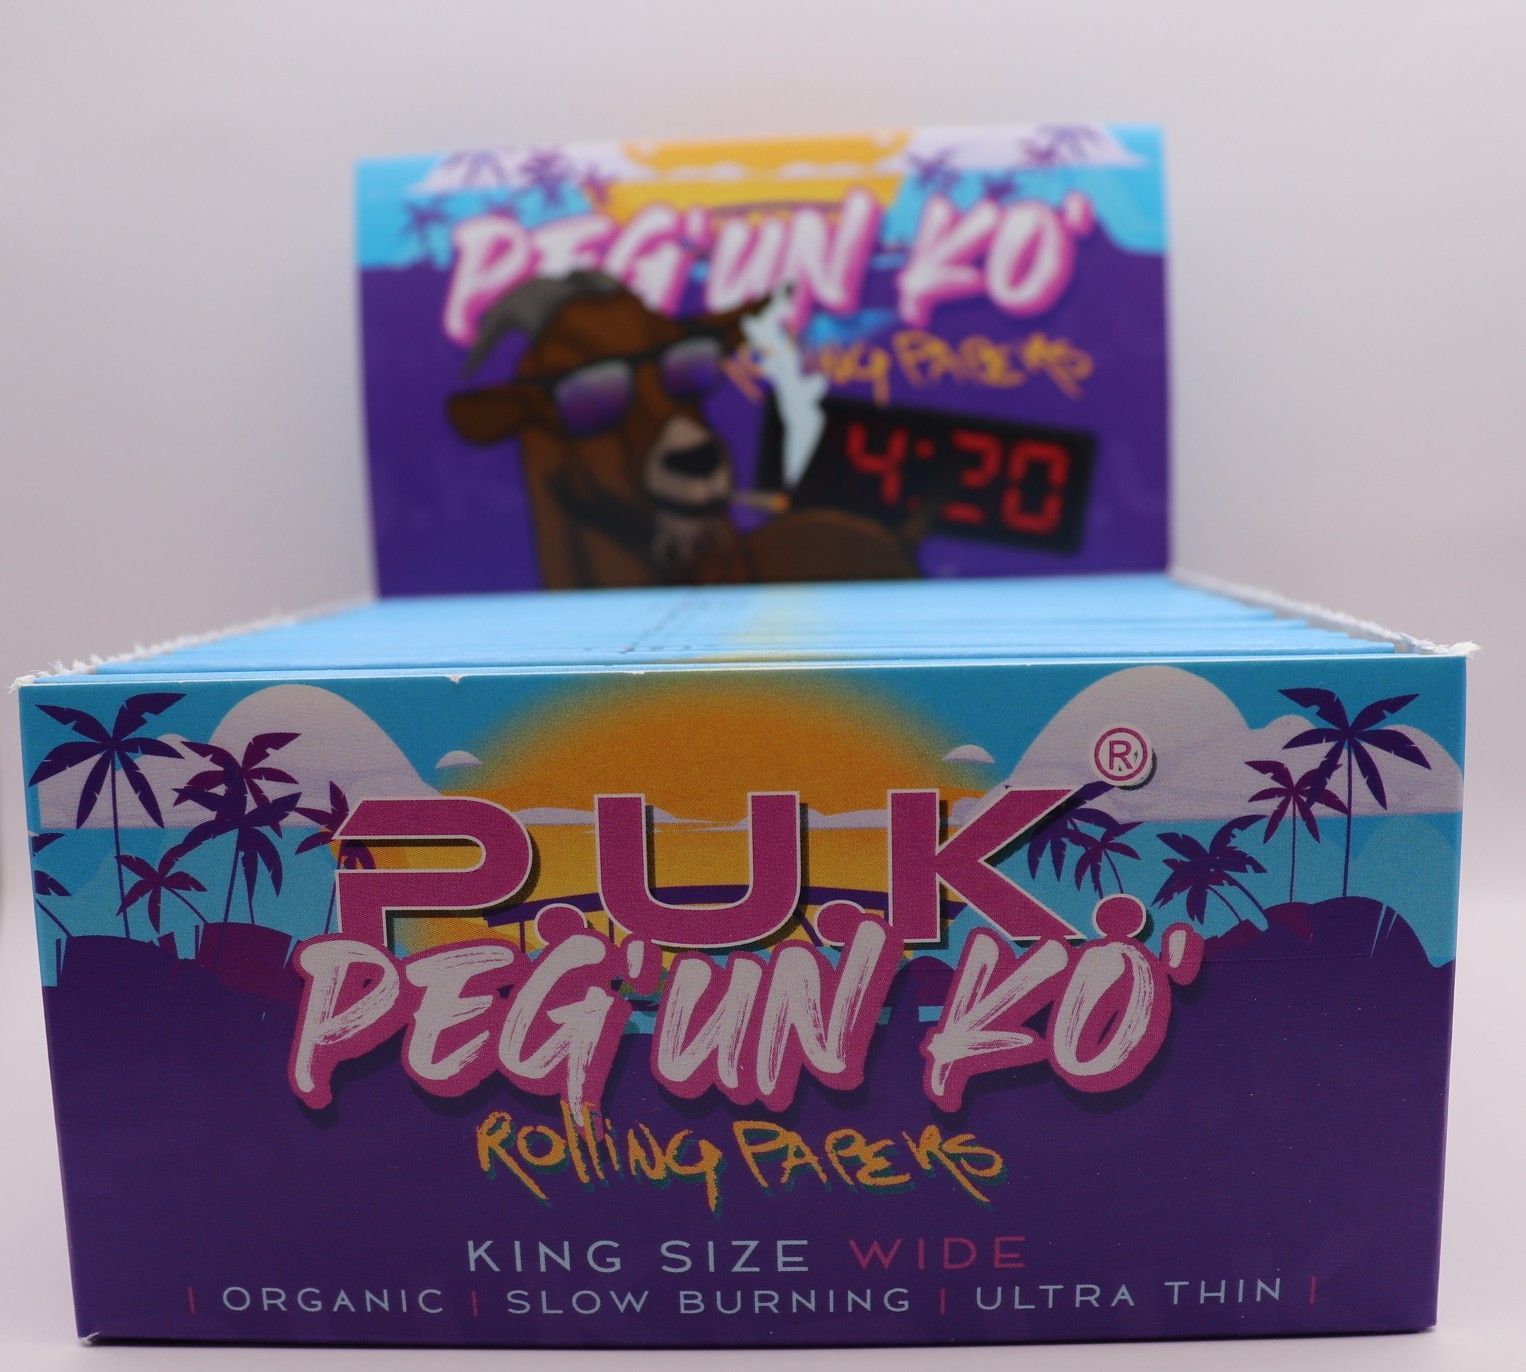 PEG'UN KO'
ROLLING PAPERS
4:20
P.U.K.®
PEG'UN KO'
ROLLING PAPERS
KING SIZE WIDE
| ORGANIC | SLOW BURNING | ULTRA THIN |